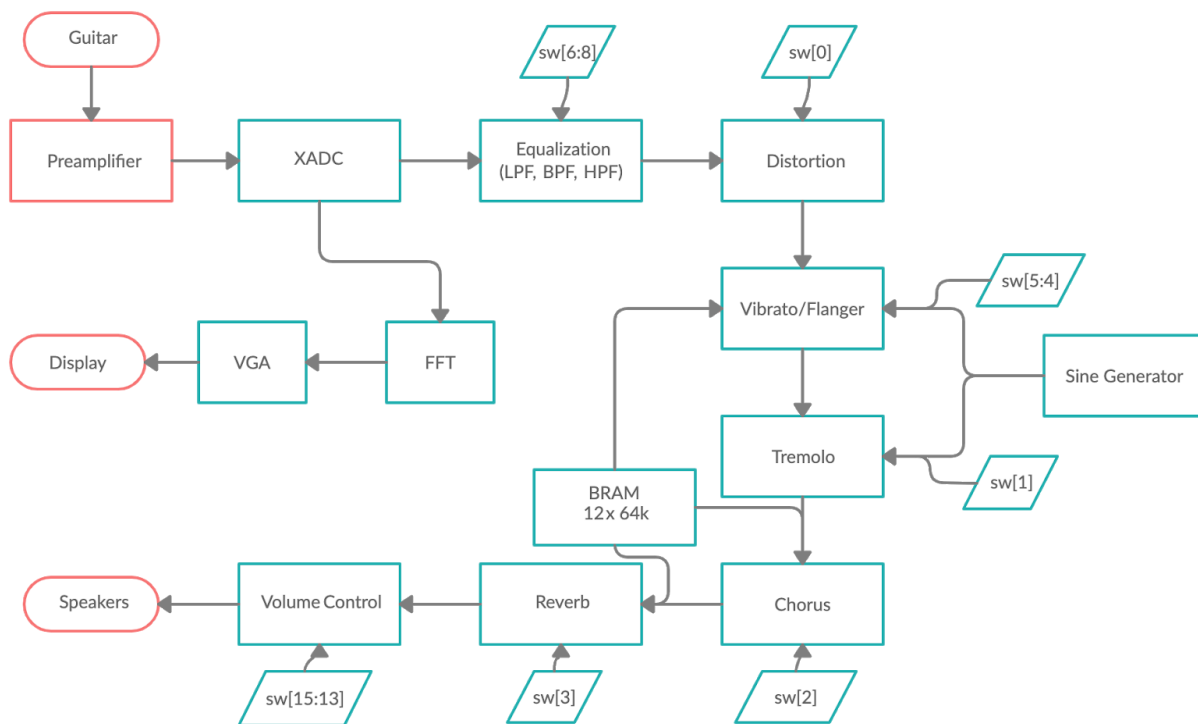 Guitar
sw[6:8]
sw[0]
Preamplifier
XADC
Equalization
(LPF, BPF, HPF)
Distortion
sw[5:4]
Vibrato/Flanger
Display
VGA
FFT
Sine Generator
Tremolo
sw[1]
BRAM
12x 64k
Speakers
Volume Control
Reverb
Chorus
sw[15:13]
sw[3]
sw[2]